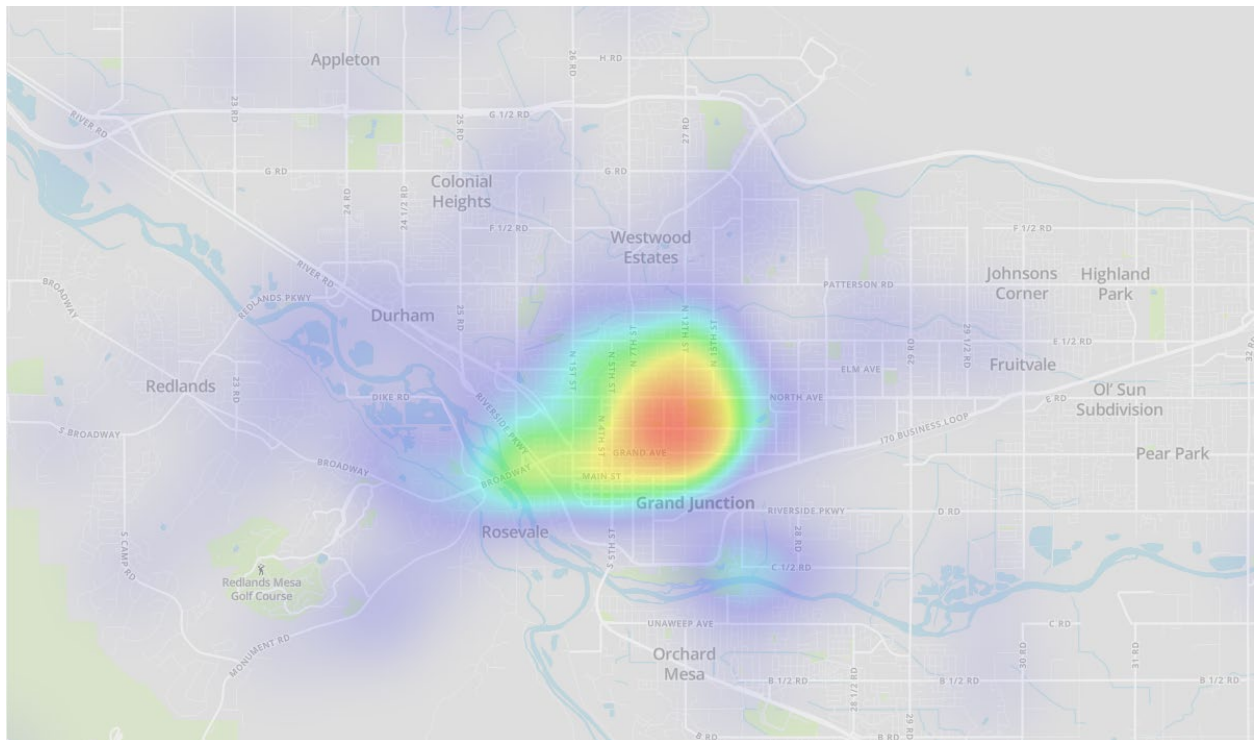 Appleton
H RD
26 RD
23 RD
G 1/2 RD
RIVER RD
25 RD
27 RD
G RD
G RD
Colonial
Heights
24 RD
24 1/2 RD
F 1/2 RD
F 1/2 RD
Westwood
Estates
RIVER RD
Johnsons
Corner
Highland
Park
BROADWAY
PATTERSON RD
REDLANDS PKWY
Durham
25 RD
N 12TH ST
N 15TH ST
N 7TH ST
29 1/2 RD
29 RD
E 1/2 RD
32 RD
N 1ST ST
N 5TH ST
Fruitvale
ELM AVE
Redlands
23 RD
DIKE RD
NORTH AVE
E RD
Ol' Sun
Subdivision
RIVERSIDE PKWY
N 4TH ST
I70 BUSINESS LOOP
S BROADWAY
GRAND AVE
Pear Park
BROADWAY
BROADWAY
MAIN ST
Grand Junction
RIVERSIDE PKWY
D RD
Rosevale
28 RD
S 5TH ST
S CAMP RD
C 1/2 RD
Redlands Mesa
Golf Course
UNAWEEP AVE
C RD
MONUMENT RD
Orchard
Mesa
30 RD
31 RD
B 1/2 RD
B 1/2 RD
B 1/2 RD
28 1/2 RD
29 RD
B RD
B RD